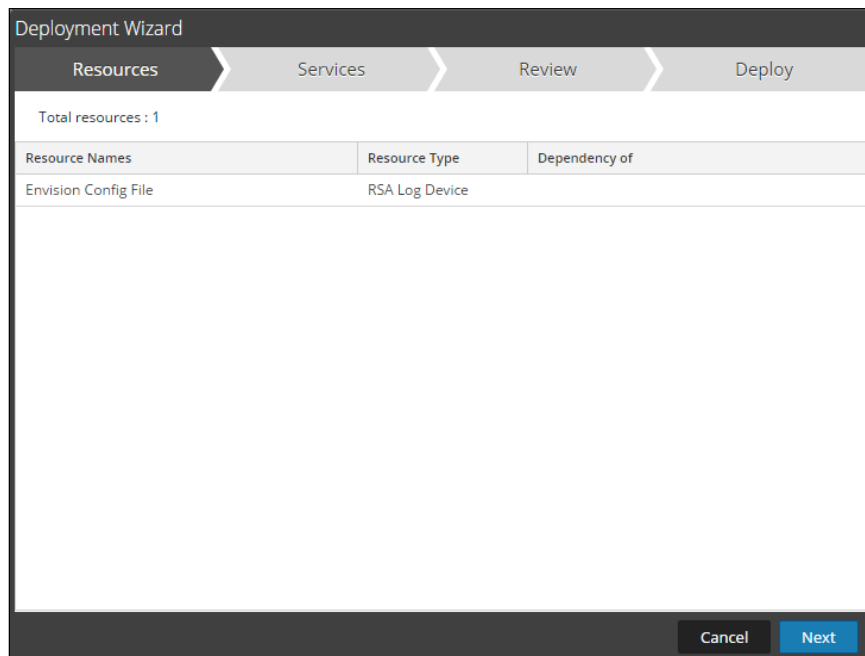 Deployment Wizard
Resources Services Review Deploy
Total resources : 1
Resource Names Resource Type Dependency of
Envision Config File RSA Log Device
Cancel Next